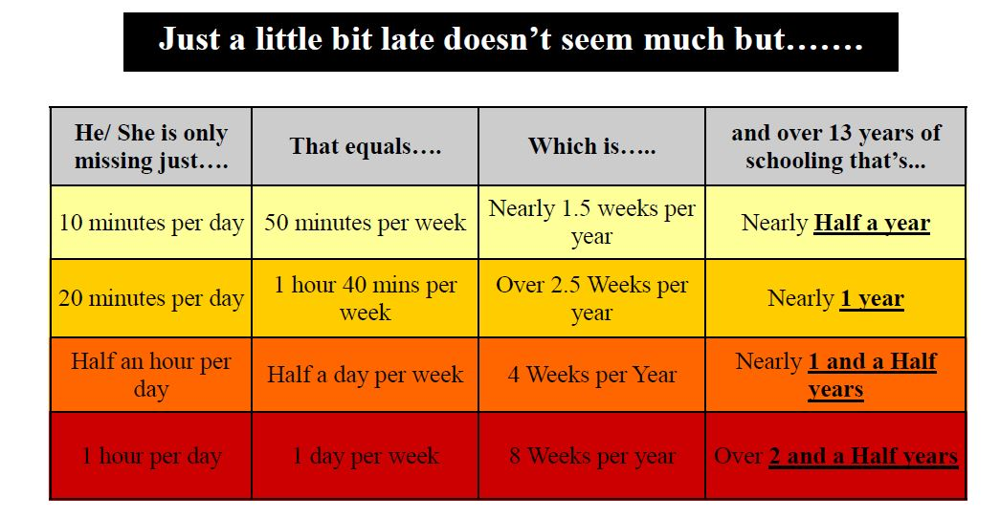 Just a little bit late doesn’t seem much but…….
He/ She is only
missing just….
That equals….
Which is…..
and over 13 years of
schooling that’s...
10 minutes per day
50 minutes per week
Nearly 1.5 weeks per
year
Nearly Half a year
20 minutes per day
1 hour 40 mins per
week
Over 2.5 Weeks per
year
Nearly 1 year
Half an hour per
day
Half a day per week
4 Weeks per Year
Nearly 1 and a Half
years
1 hour per day
1 day per week
8 Weeks per year
Over 2 and a Half years